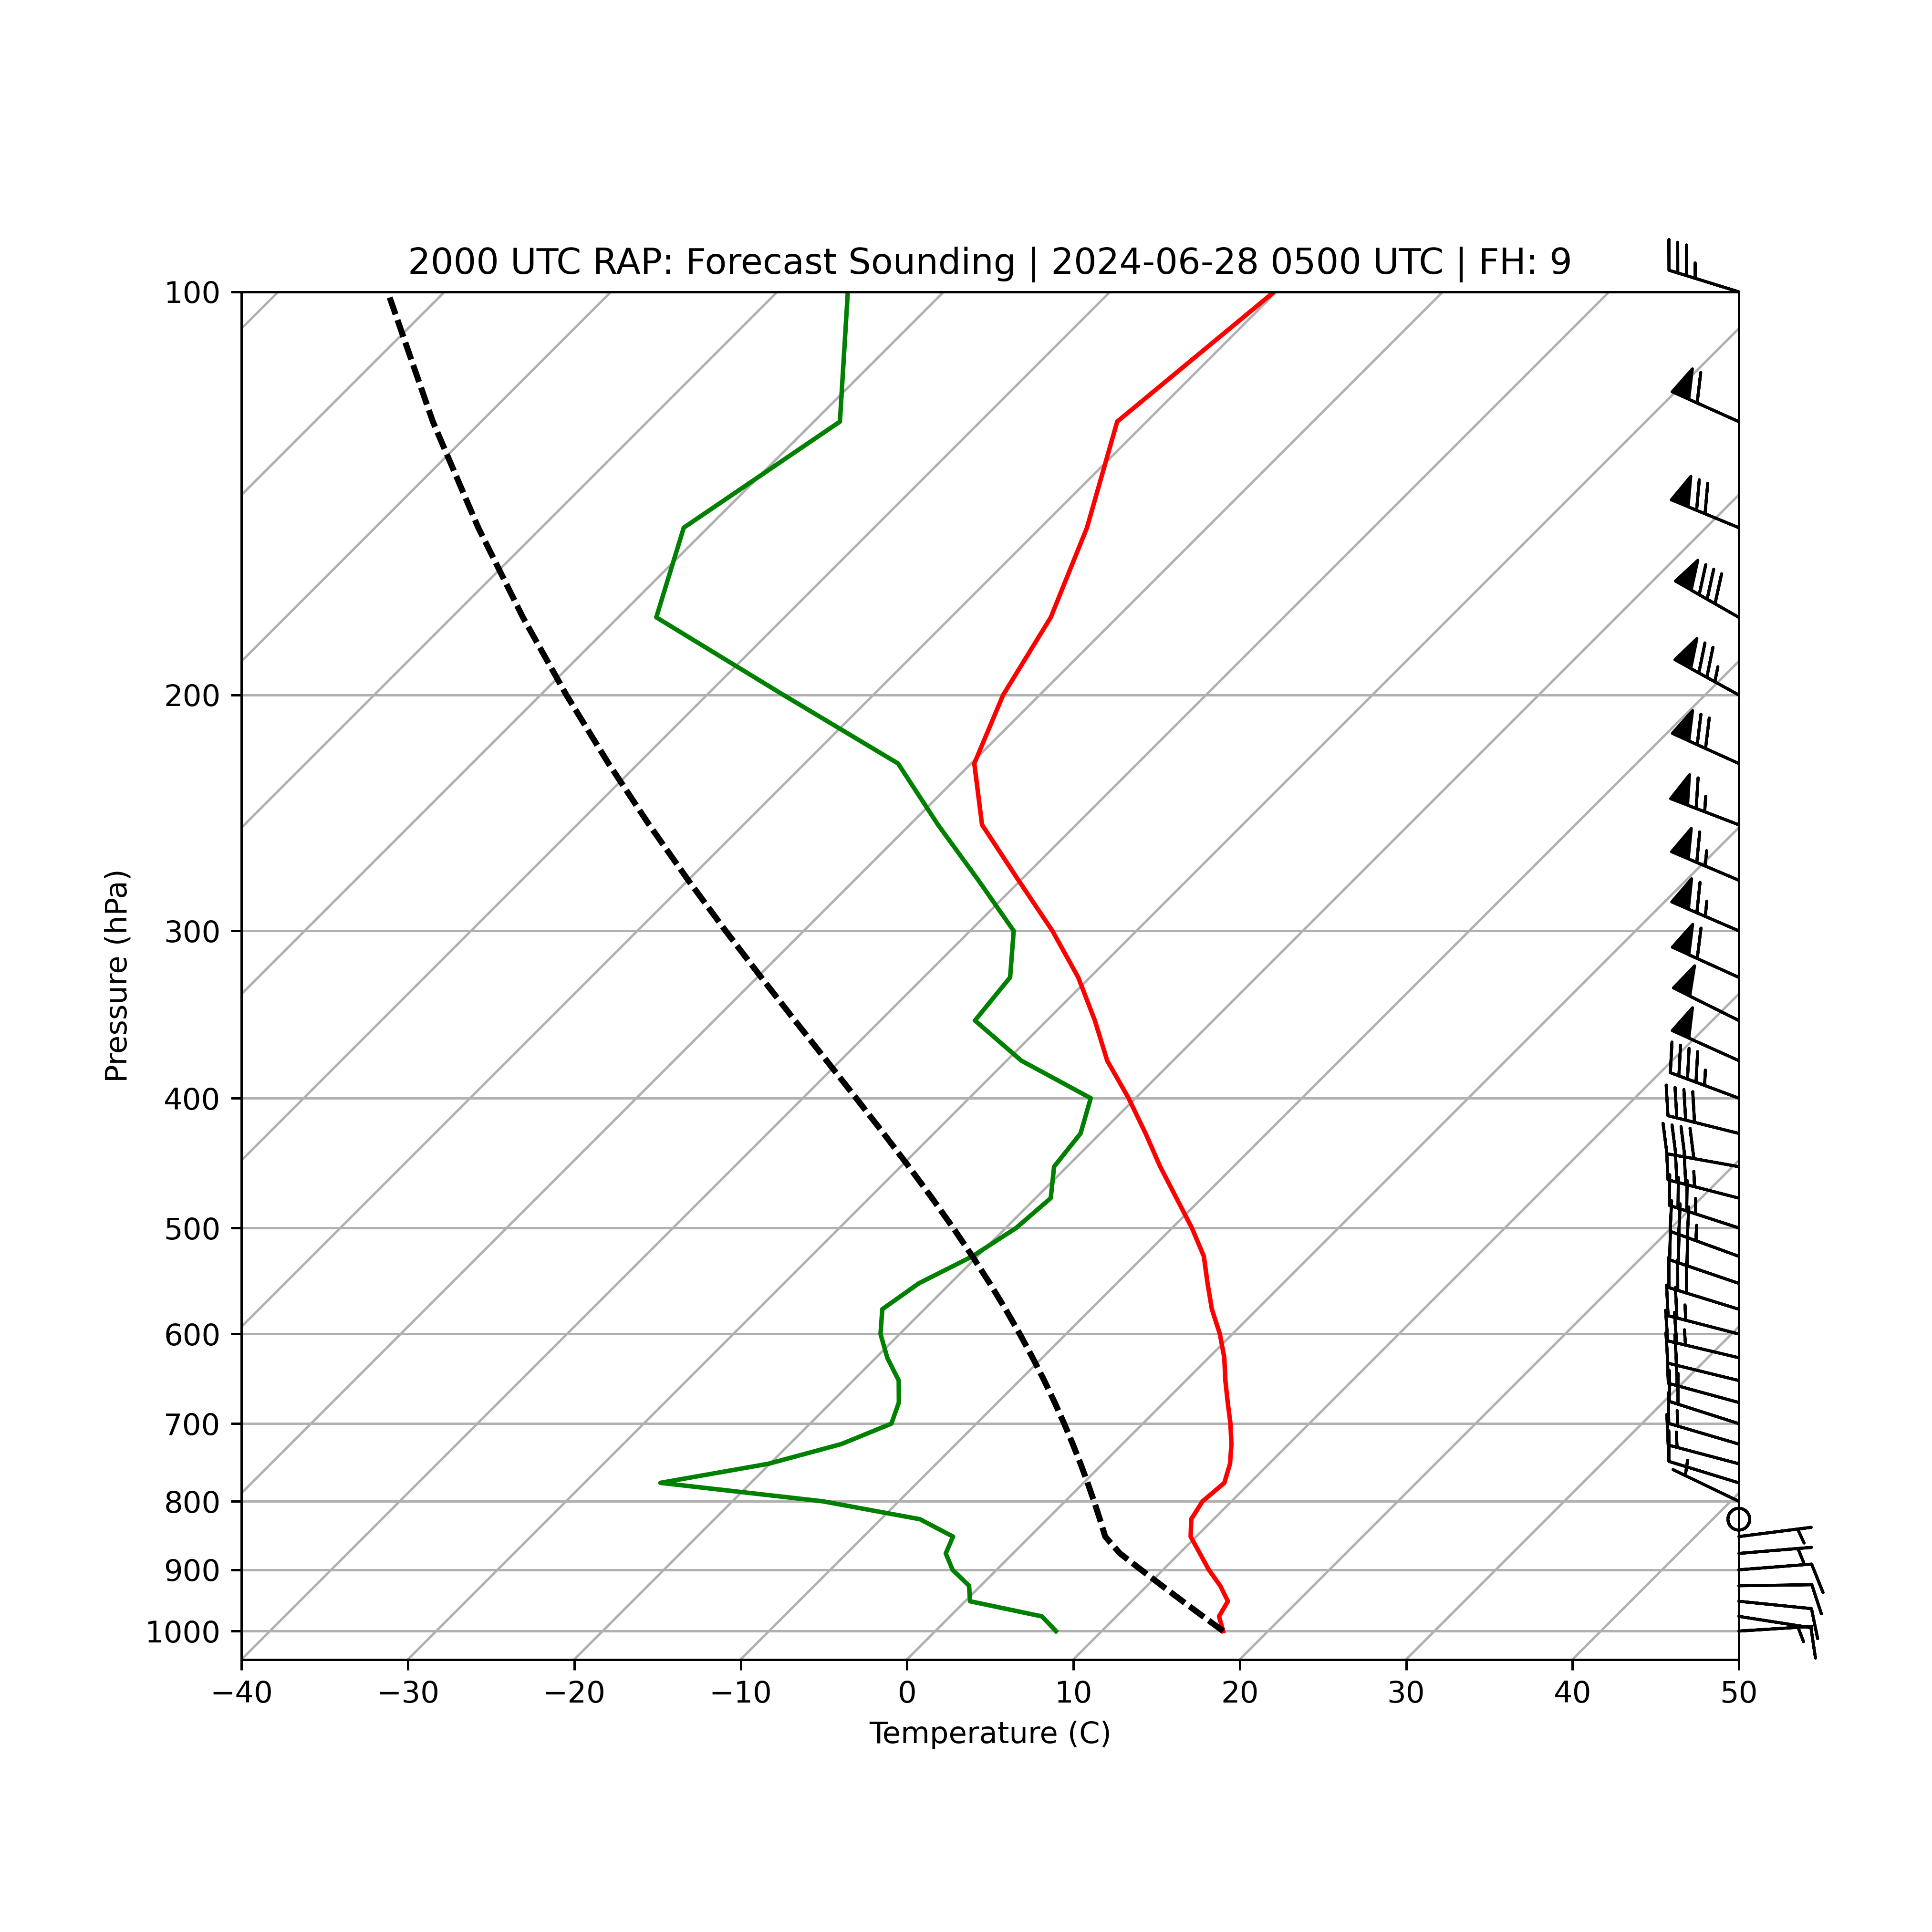 2000 UTC RAP: Forecast Sounding | 2024-06-28 0500 UTC | FH: 9
100
200
300
400
500
600
700
800
900
1000
Pressure (hPa)
−40 −30 −20 −10 0 10 20 30 40 50
Temperature (C)